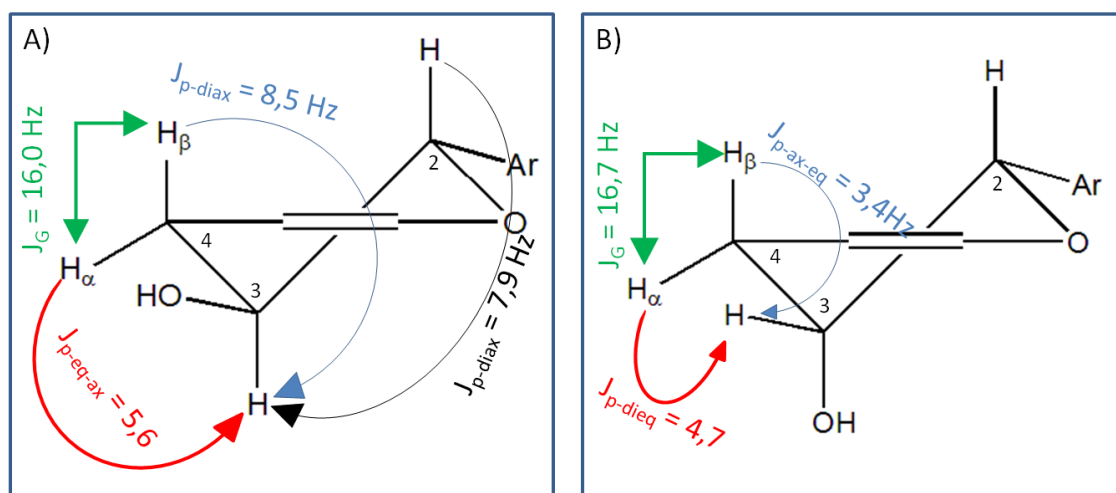 A)
H
J_p-diax = 8,5 Hz
H_β
J_G = 16,0 Hz
2
Ar
O
4
H_α
HO
3
J_p-diax = 7,9 Hz
J_p-eq-ax = 5,6
H
B)
H
J_p-ax-eq = 3,4Hz
H_β
J_G = 16,7 Hz
2
Ar
O
4
H_α
H
3
J_p-dieq = 4,7
OH